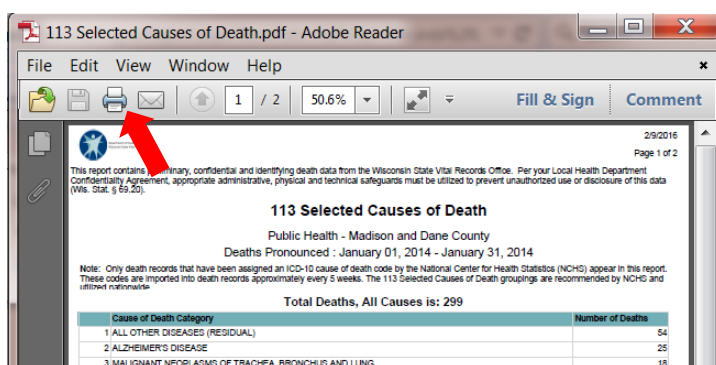 113 Selected Causes of Death.pdf - Adobe Reader
File Edit View Window Help
1 / 2 50.6% Fill & Sign Comment
2/9/2016
Page 1 of 2
This report contains preliminary, confidential and identifying death data from the Wisconsin State Vital Records Office. Per your Local Health Department
Confidentiality Agreement, appropriate administrative, physical and technical safeguards must be utilized to prevent unauthorized use or disclosure of this data
(Wis. Stat. § 69.20).
113 Selected Causes of Death
Public Health - Madison and Dane County
Deaths Pronounced : January 01, 2014 - January 31, 2014
Note: Only death records that have been assigned an ICD-10 cause of death code by the National Center for Health Statistics (NCHS) appear in this report.
These codes are imported into death records approximately every 5 weeks. The 113 Selected Causes of Death groupings are recommended by NCHS and
utilized nationwide
Total Deaths, All Causes is: 299
Cause of Death Category Number of Deaths
1 ALL OTHER DISEASES (RESIDUAL) 54
2 ALZHEIMER'S DISEASE 25
3 MALIGNANT NEOPLASMS OF TRACHEA, BRONCHUS AND LUNG 18